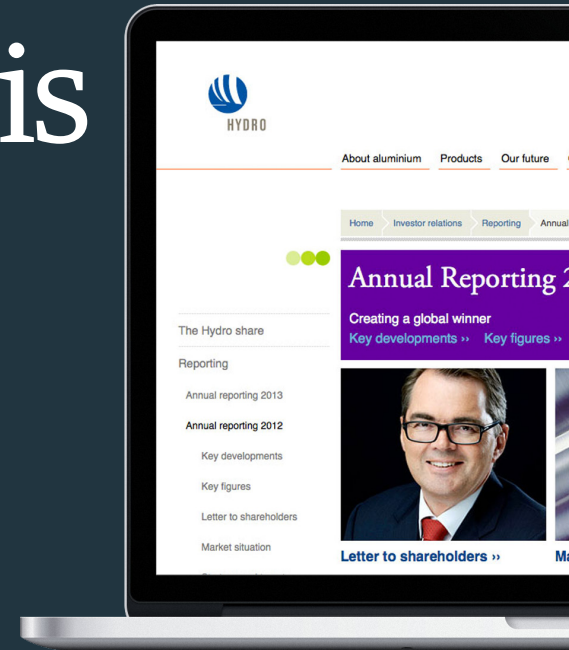 is
HYDRO
About aluminium Products Our future
Home Investor relations Reporting Annual
Annual Reporting
Creating a global winner
Key developments ›› Key figures ››
The Hydro share
Reporting
Annual reporting 2013
Annual reporting 2012
Key developments
Key figures
Letter to shareholders
Market situation
Letter to shareholders ››